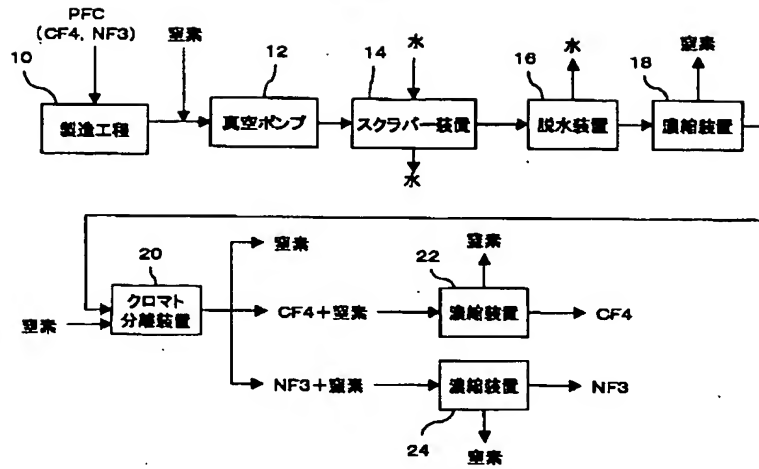 PFC
(CF4, NF3)
窒素
10
製造工程
12
真空ポンプ
水
14
スクラバー装置
水
水
16
脱水装置
窒素
18
濃縮装置
20
クロマト
分離装置
窒素
窒素
CF4+窒素
窒素
22
濃縮装置
CF4
NF3+窒素
濃縮装置
NF3
24
窒素